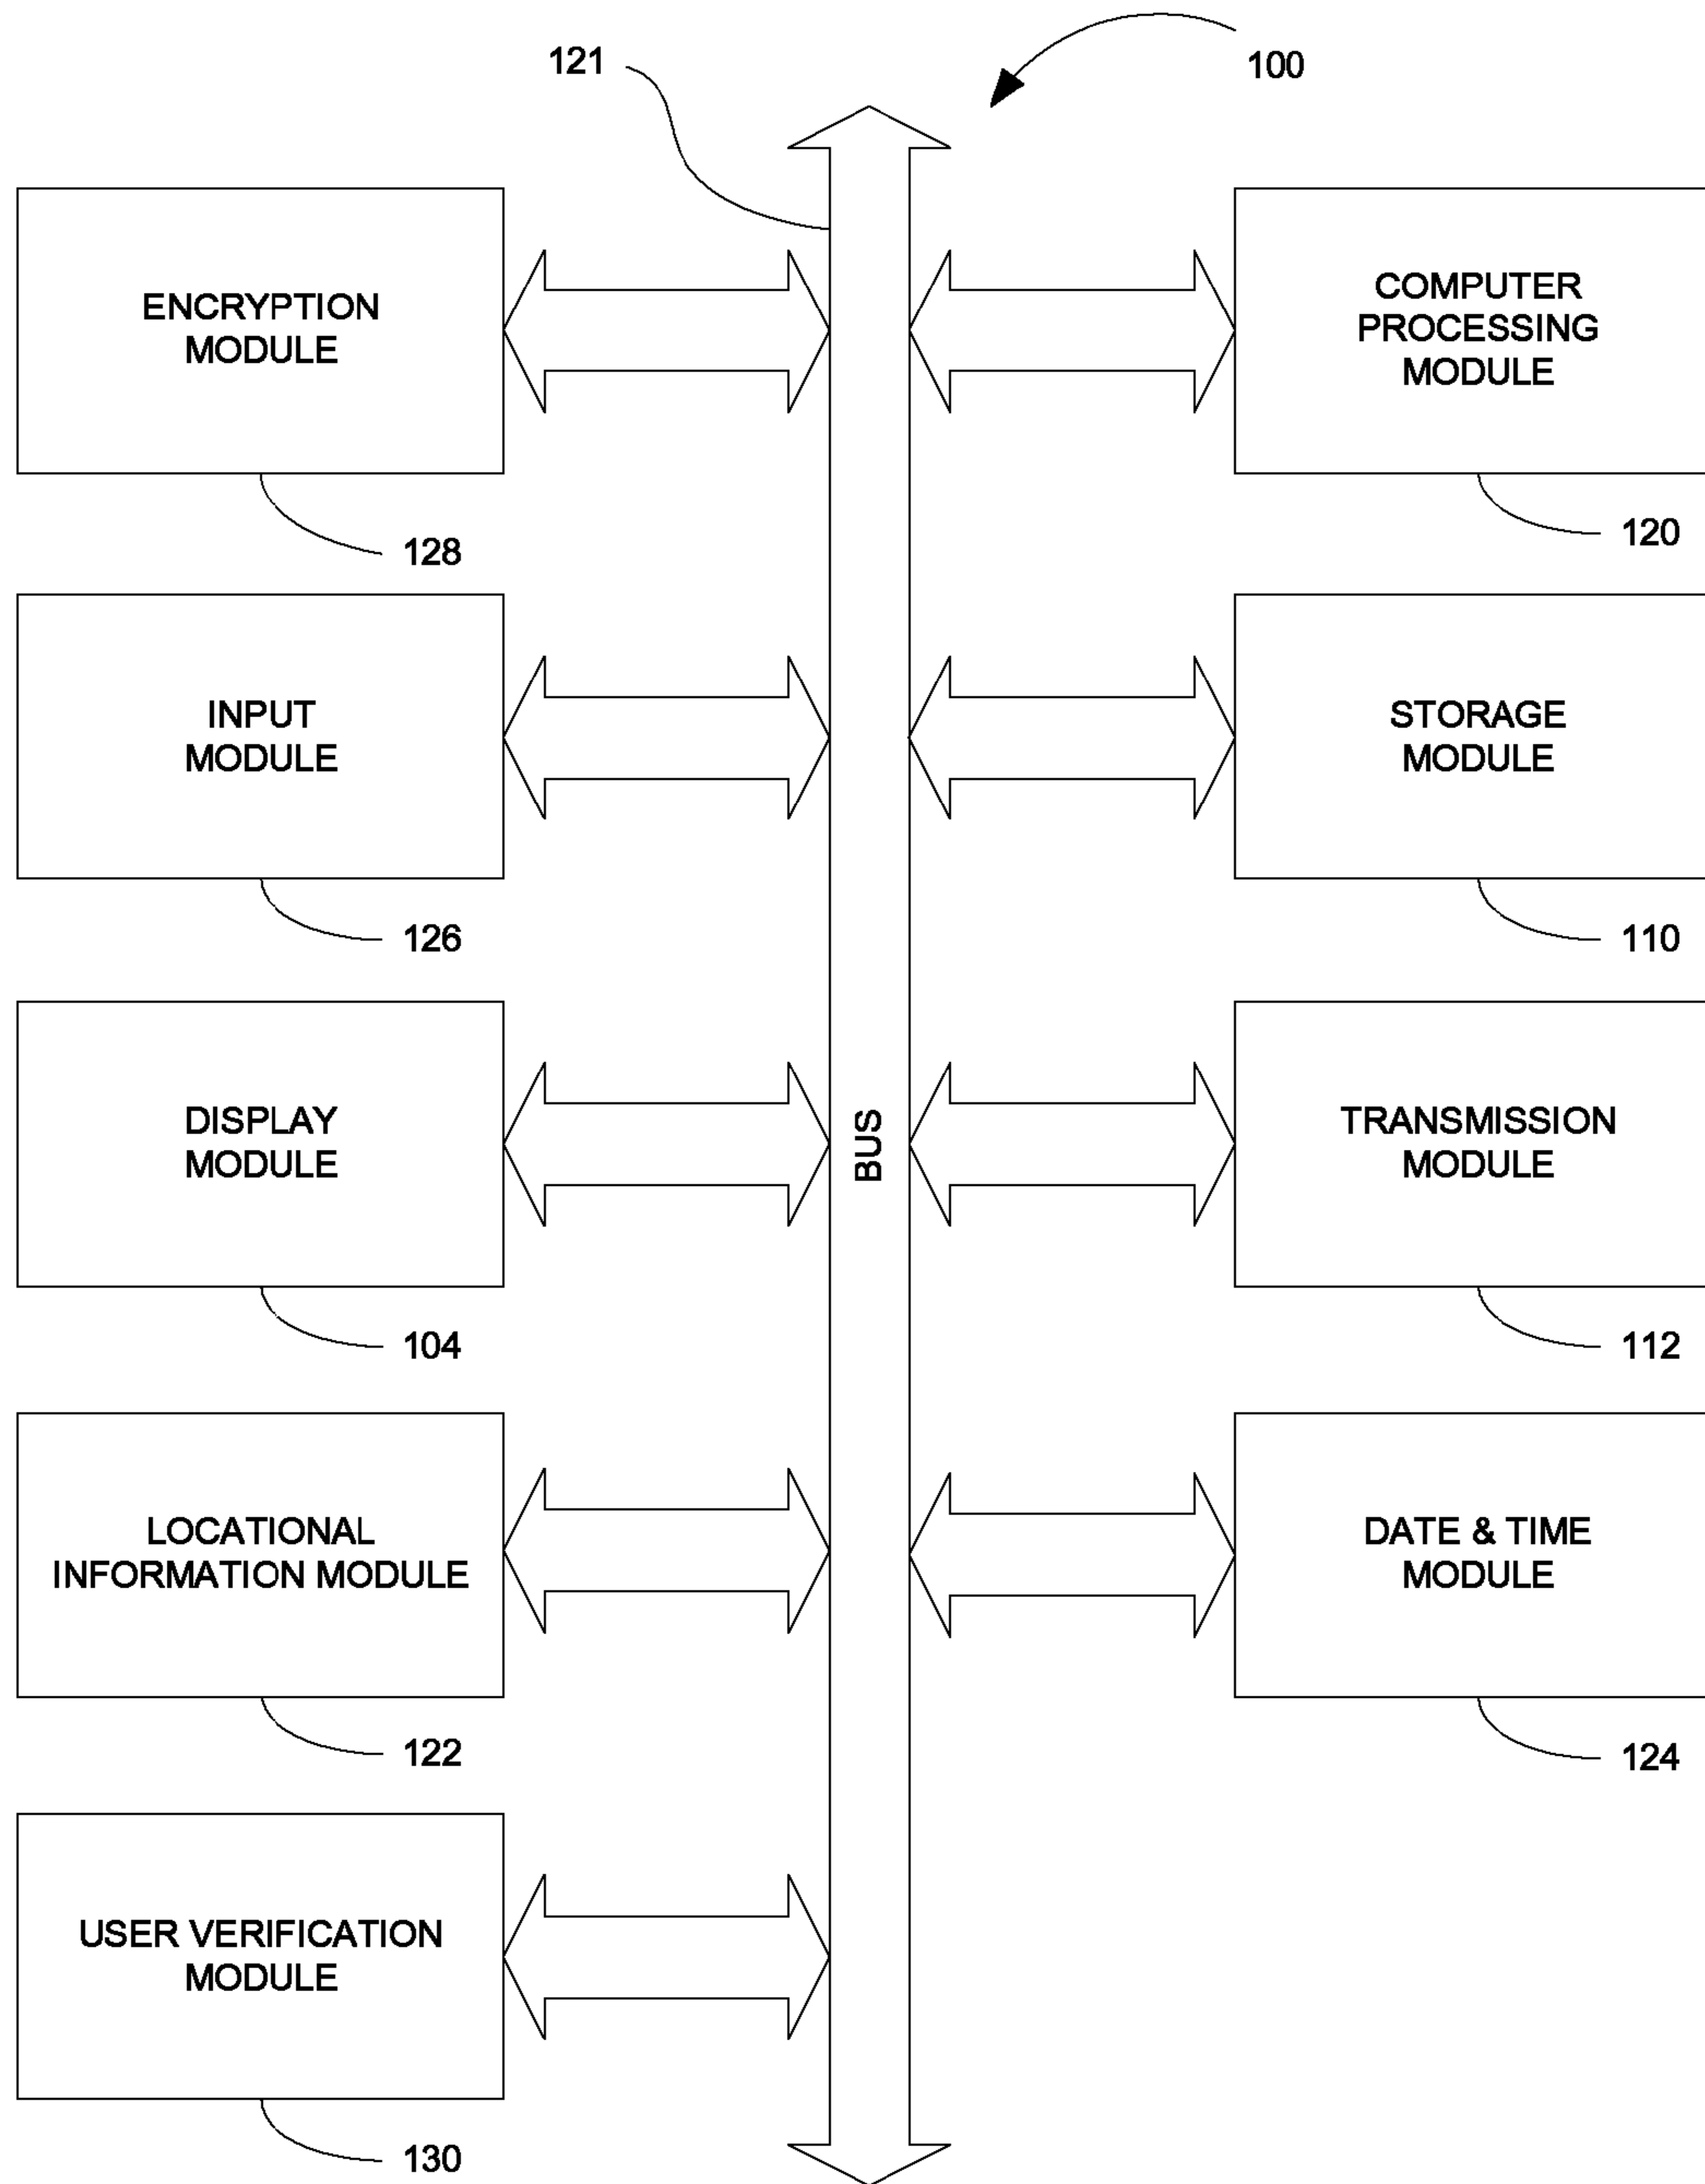 121
100
ENCRYPTION
MODULE
128
COMPUTER
PROCESSING
MODULE
120
INPUT
MODULE
126
STORAGE
MODULE
110
DISPLAY
MODULE
104
BUS
TRANSMISSION
MODULE
112
LOCATIONAL
INFORMATION MODULE
122
DATE & TIME
MODULE
124
USER VERIFICATION
MODULE
130